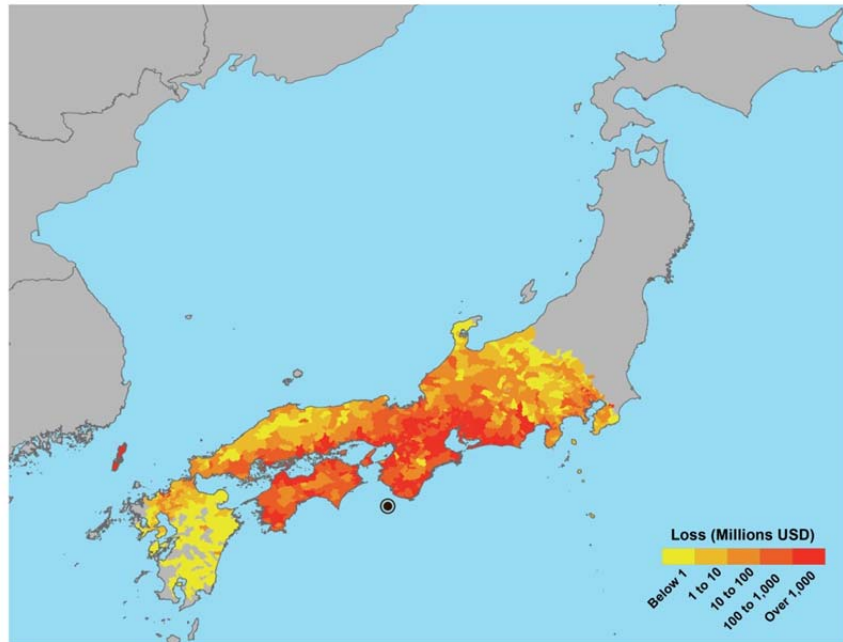 Loss (Millions USD)
Below 1
1 to 10
10 to 100
100 to 1,000
Over 1,000